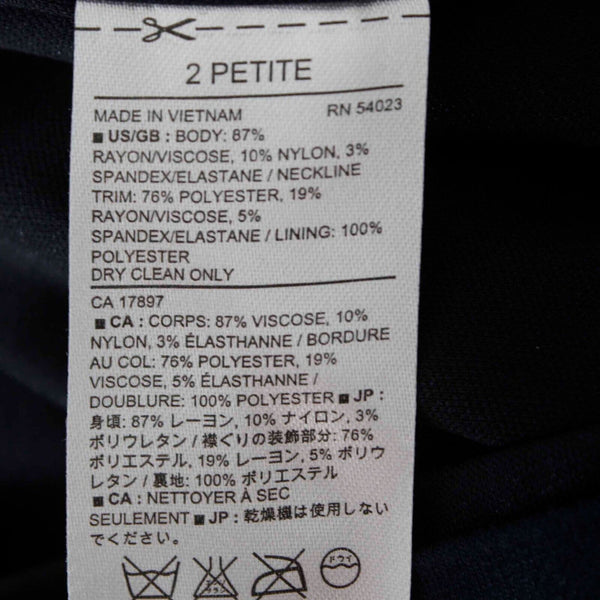 2 PETITE
MADE IN VIETNAM RN 54023
■ US/GB : BODY: 87%
RAYON/VISCOSE, 10% NYLON, 3%
SPANDEX/ELASTANE / NECKLINE
TRIM: 76% POLYESTER, 19%
RAYON/VISCOSE, 5%
SPANDEX/ELASTANE / LINING: 100%
POLYESTER
DRY CLEAN ONLY
CA 17897
■ CA : CORPS: 87% VISCOSE, 10%
NYLON, 3% ÉLASTHANNE / BORDURE
AU COL: 76% POLYESTER, 19%
VISCOSE, 5% ÉLASTHANNE /
DOUBLURE: 100% POLYESTER ■ JP :
身頃: 87% レーヨン, 10% ナイロン, 3%
ポリウレタン / 襟ぐりの装飾部分: 76%
ポリエステル, 19% レーヨン, 5% ポリウ
レタン / 裏地: 100% ポリエステル
■ CA : NETTOYER À SEC
SEULEMENT ■ JP : 乾燥機は使用しない
でください。
ドライ